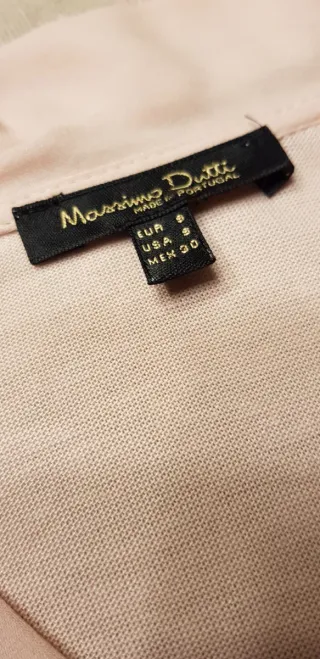 Massimo Dutti
MADE IN PORTUGAL
EUR S
USA S
MEX 30